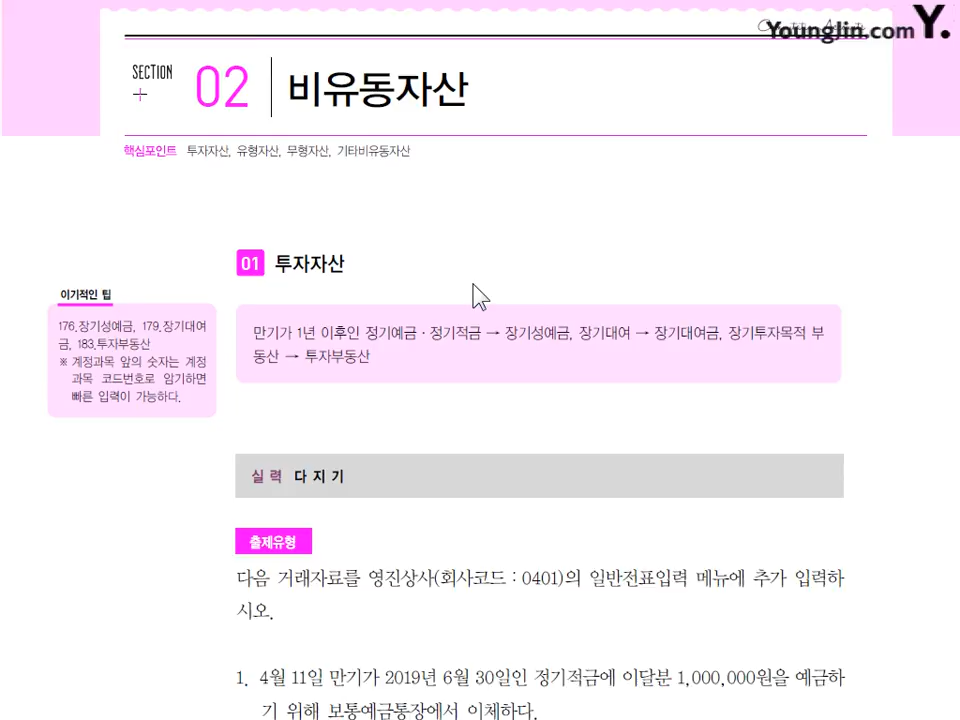 Youngjin.com Y.
SECTION
02
비유동자산
핵심포인트 투자자산, 유형자산, 무형자산, 기타비유동자산
01 투자자산
이기적인 팁
176.장기성예금, 179.장기대여
금, 183.투자부동산
※ 계정과목 앞의 숫자는 계정
과목 코드번호로 암기하면
빠른 입력이 가능하다.
만기가 1년 이후인 정기예금·정기적금 → 장기성예금, 장기대여 → 장기대여금, 장기투자목적 부
동산 → 투자부동산
실력 다지기
출제유형
다음 거래자료를 영진상사(회사코드 : 0401)의 일반전표입력 메뉴에 추가 입력하
시오.
1. 4월 11일 만기가 2019년 6월 30일인 정기적금에 이달분 1,000,000원을 예금하
기 위해 보통예금통장에서 이체하다.